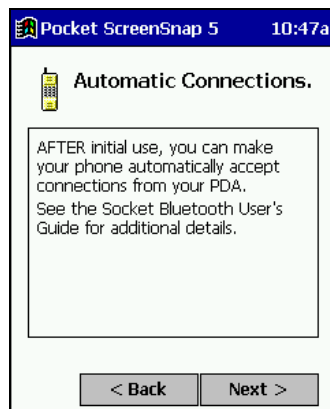 Pocket ScreenSnap 5 10:47a
Automatic Connections.
AFTER initial use, you can make
your phone automatically accept
connections from your PDA.
See the Socket Bluetooth User's
Guide for additional details.
< Back Next >